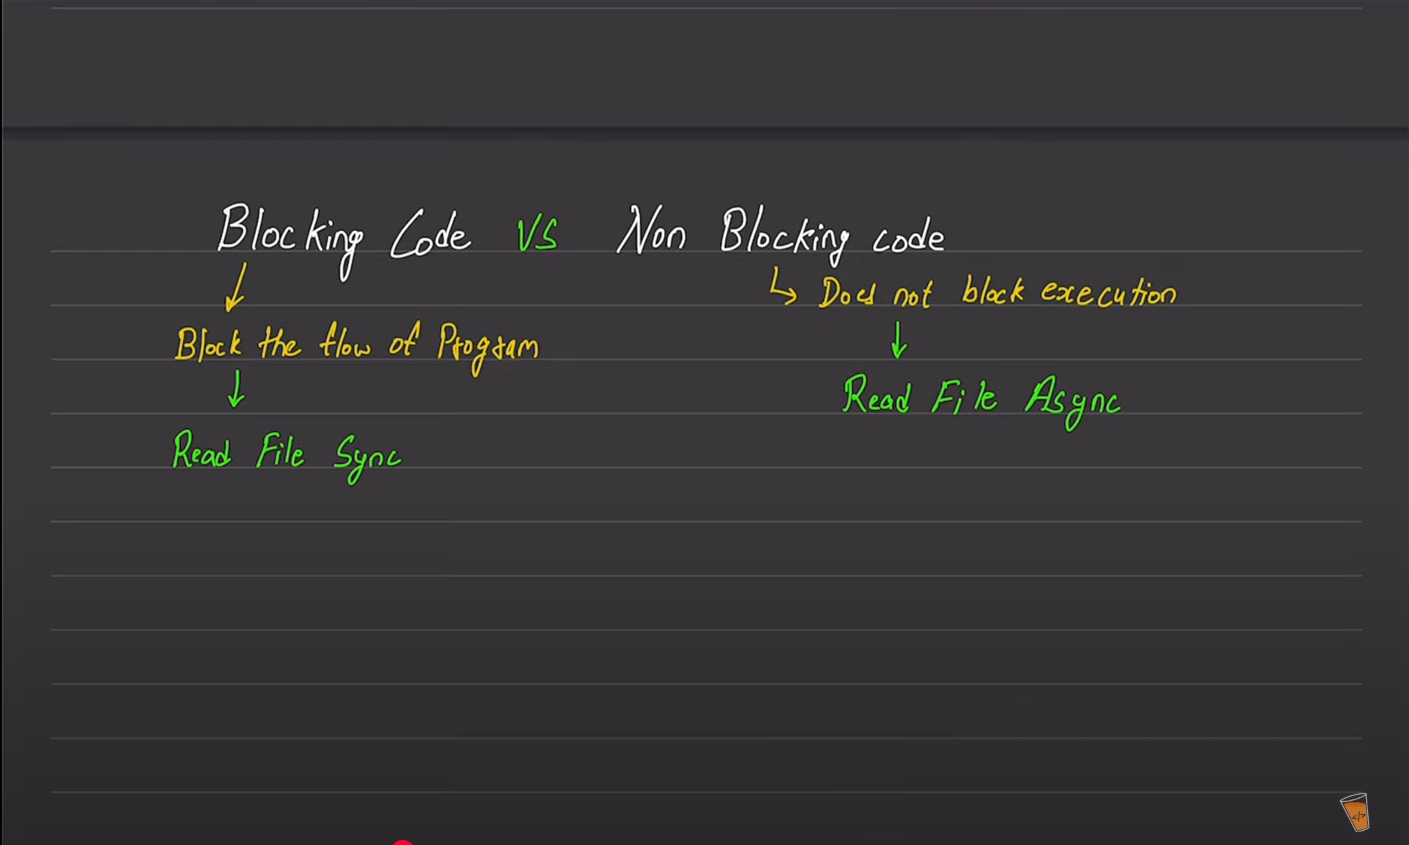 Blocking Code VS Non Blocking code
Does not block execution
Block the flow of Program
Read File Async
Read File Sync
</>